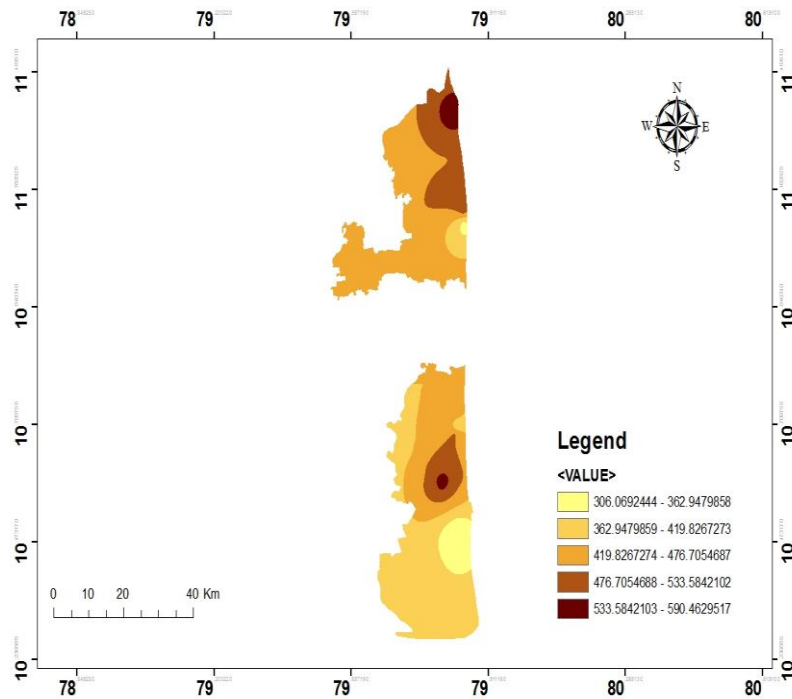 78 79 79 79 80 80
11 11
N
W E
S
11 11
10 10
10 10
Legend
<VALUE>
306.0692444 - 362.9479858
362.9479859 - 419.8267273
419.8267274 - 476.7054687
476.7054688 - 533.5842102
533.5842103 - 590.4629517
10 10
0 5 10 20 40 Km
10 10
78 79 79 79 80 80